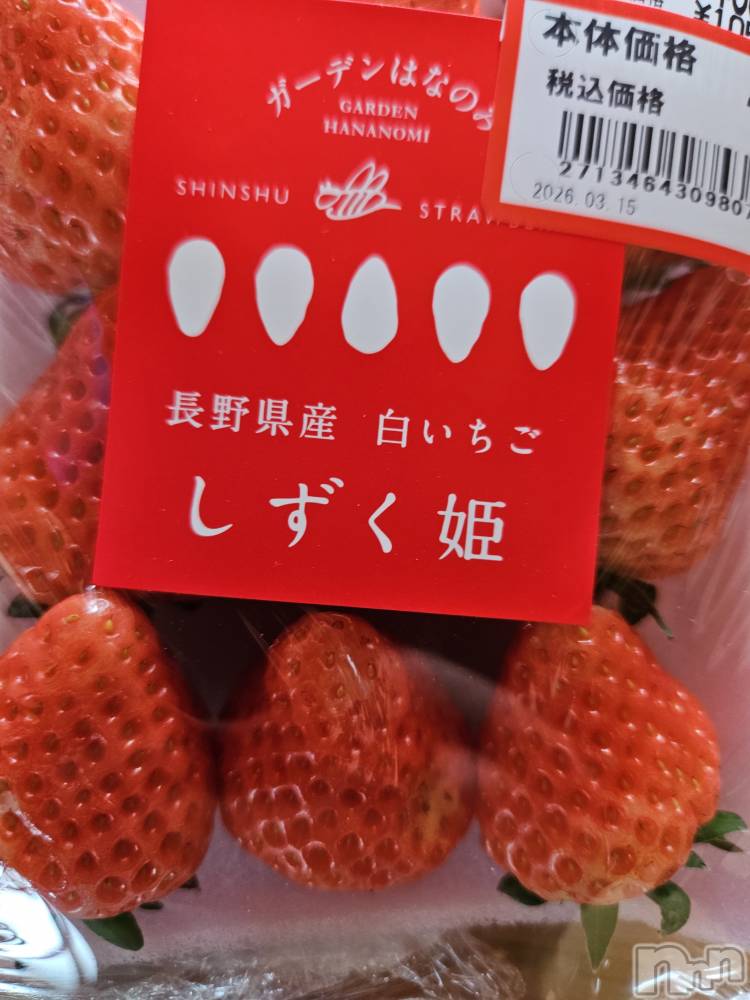 ガーデンはなのみ
GARDEN
HANANOMI
SHINSHU
長野県産 白いちご
しずく姫
本体価格
税込価格
2026.03.15